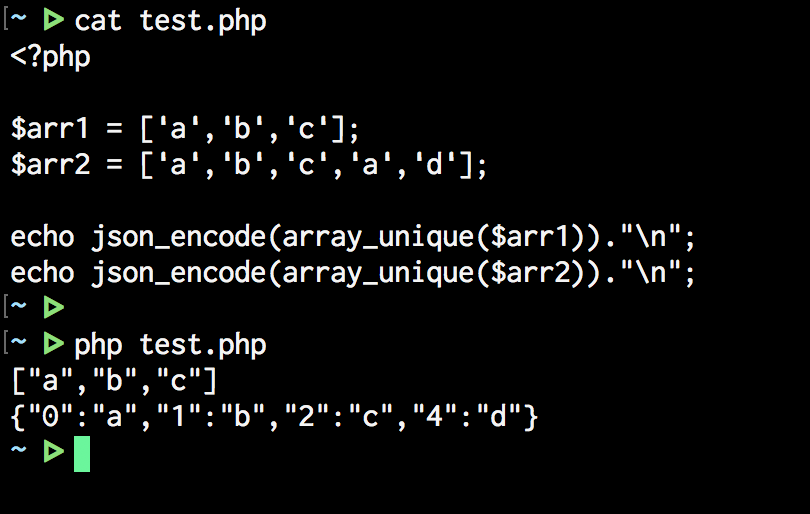 [~ ▷ cat test.php
<?php
$arr1 = ['a','b','c'];
$arr2 = ['a','b','c','a','d'];
echo json_encode(array_unique($arr1))."\n";
echo json_encode(array_unique($arr2))."\n";
[~ ▷
[~ ▷ php test.php
["a","b","c"]
{"0":"a","1":"b","2":"c","4":"d"}
~ ▷